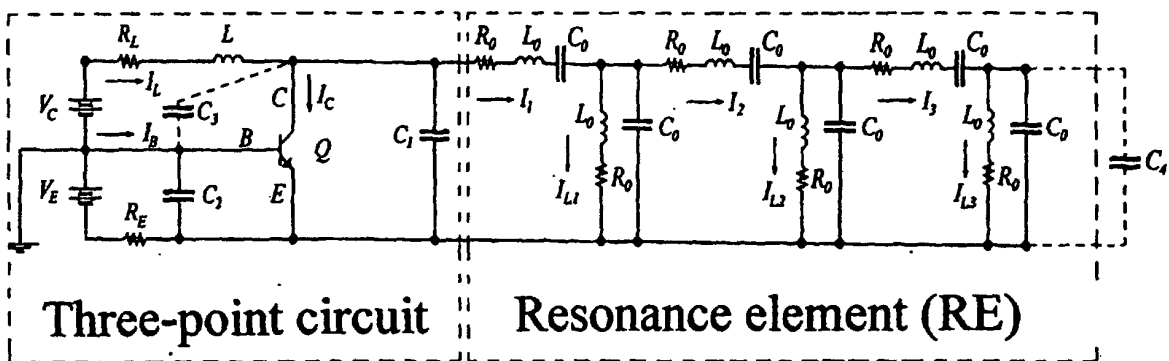 R_L L
I_L
V_C
C_3
C I_C
I_B
B Q
C_1
V_E
C_2
E
R_E
R_0 L_0 C_0
I_1
L_0
C_0
I_L1
R_0
R_0 L_0 C_0
I_2
L_0
C_0
I_L2
R_0
R_0 L_0 C_0
I_3
L_0
C_0
I_L3
R_0
C_4
Three-point circuit
Resonance element (RE)